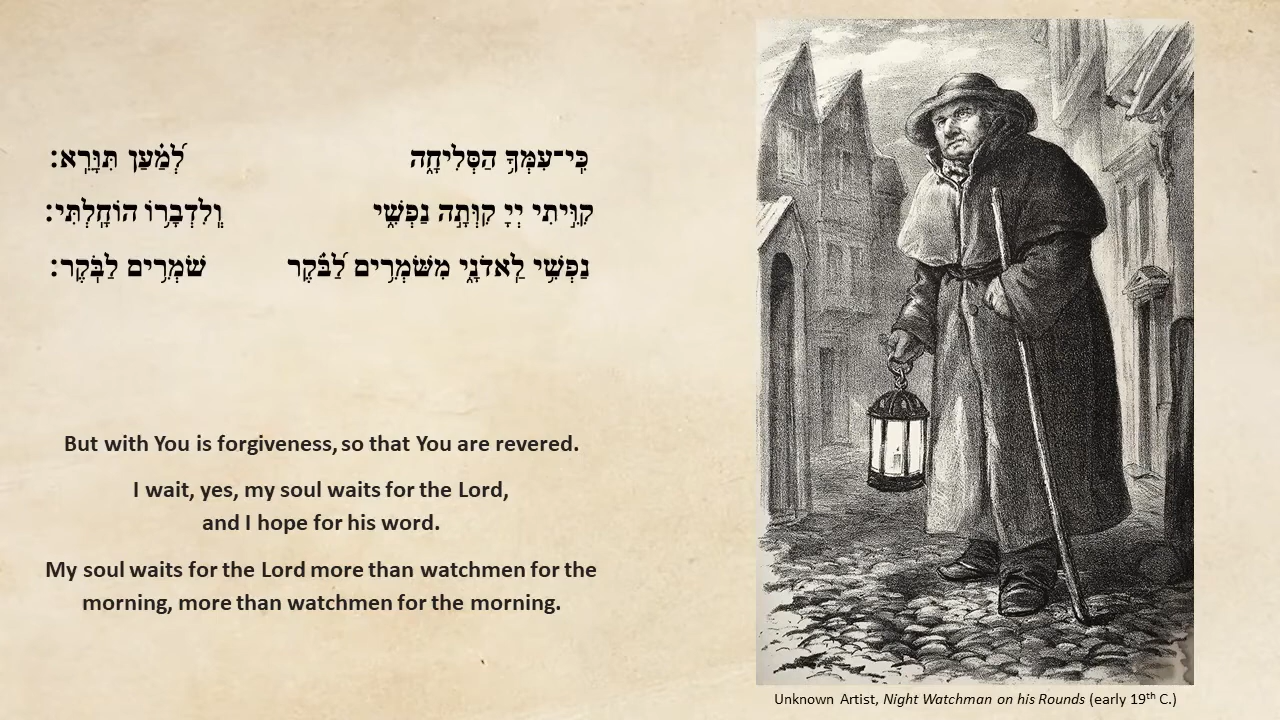 כִּֽי־עִמְּךָ֥ הַסְּלִיחָ֑ה לְ֝מַ֗עַן תִּוָּרֵֽא׃
קִוִּ֣יתִי יְיָ֭ קִוְּתָ֣ה נַפְשִׁ֑י וְֽלִדְבָר֥וֹ הוֹחָֽלְתִּי׃
נַפְשִׁ֥י לַֽאדֹנָ֑י מִשֹּׁמְרִ֥ים לַ֝בֹּ֗קֶר שֹׁמְרִ֥ים לַבֹּֽקֶר׃
But with You is forgiveness, so that You are revered.
I wait, yes, my soul waits for the Lord,
and I hope for his word.
My soul waits for the Lord more than watchmen for the
morning, more than watchmen for the morning.
Unknown Artist, Night Watchman on his Rounds (early 19th C.)